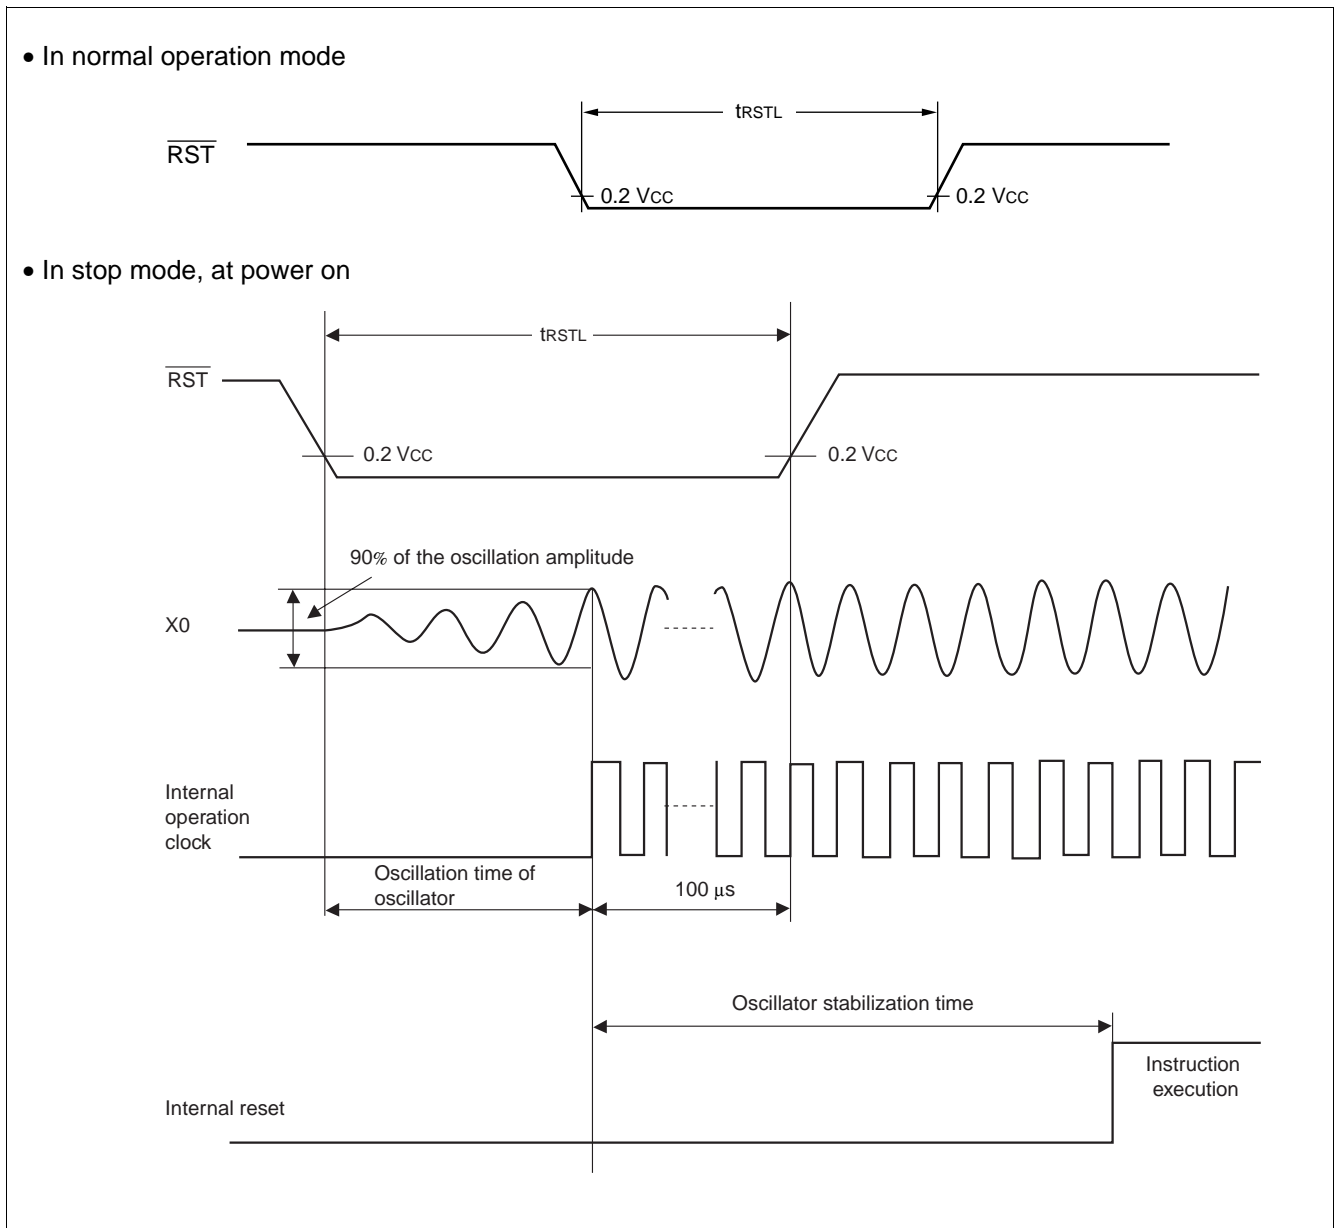 • In normal operation mode
tRSTL
RST
0.2 VCC
0.2 VCC
• In stop mode, at power on
tRSTL
RST
0.2 VCC
0.2 VCC
90% of the oscillation amplitude
X0
Internal
operation
clock
Oscillation time of
oscillator
100 μs
Oscillator stabilization time
Instruction
execution
Internal reset